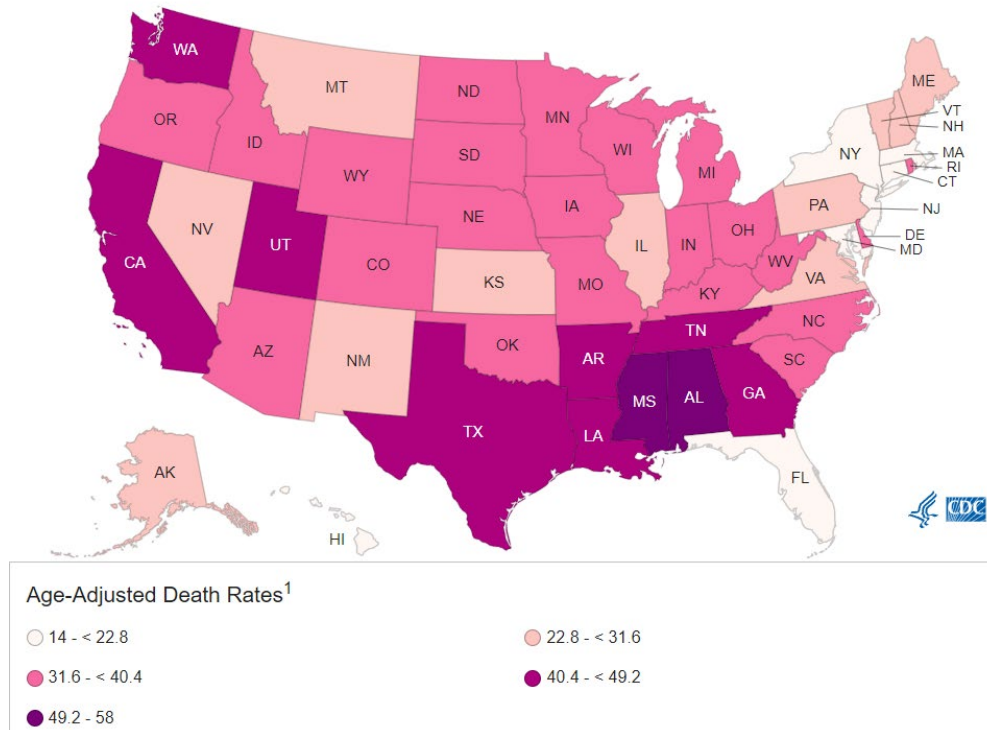 WA
MT
ND
MN
ME
VT
NH
OR
ID
SD
WI
MI
NY
MA
RI
CT
WY
NE
IA
PA
NJ
NV
UT
CO
IL
IN
OH
DE
MD
CA
KS
MO
WV
VA
KY
AZ
NM
OK
AR
TN
NC
SC
TX
LA
MS
AL
GA
AK
HI
FL
CDC
Age-Adjusted Death Rates1
14 - < 22.8
22.8 - < 31.6
31.6 - < 40.4
40.4 - < 49.2
49.2 - 58